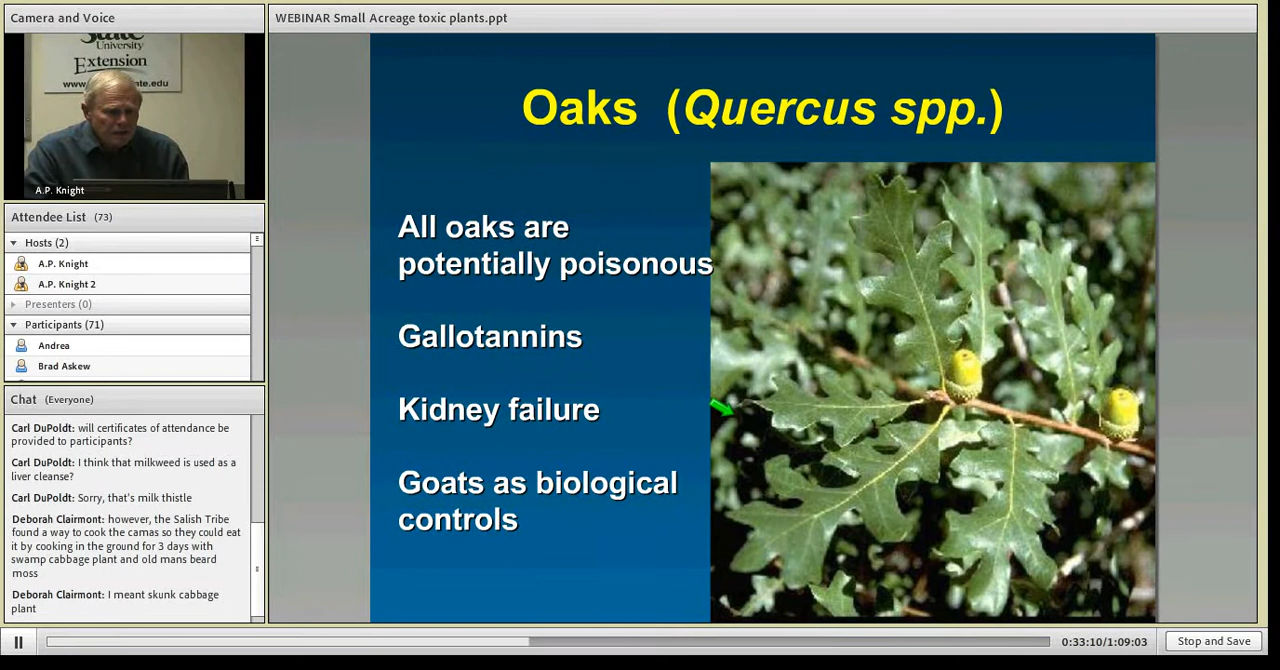 Camera and Voice
State
University
Extension
A.P. Knight
Attendee List (73)
Hosts (2)
A.P. Knight
A.P. Knight 2
Presenters (0)
Participants (71)
Andrea
Brad Askew
Chat (Everyone)
Carl DuPoldt: will certificates of attendance be
provided to participants?
Carl DuPoldt: I think that milkweed is used as a
liver cleanse?
Carl DuPoldt: Sorry, that's milk thistle
Deborah Clairmont: however, the Salish Tribe
found a way to cook the camas so they could eat
it by cooking in the ground for 3 days with
swamp cabbage plant and old mans beard
moss
Deborah Clairmont: I meant skunk cabbage
plant
WEBINAR Small Acreage toxic plants.ppt
Oaks (Quercus spp.)
All oaks are
potentially poisonous
Gallotannins
Kidney failure
Goats as biological
controls
0:33:10/1:09:03
Stop and Save